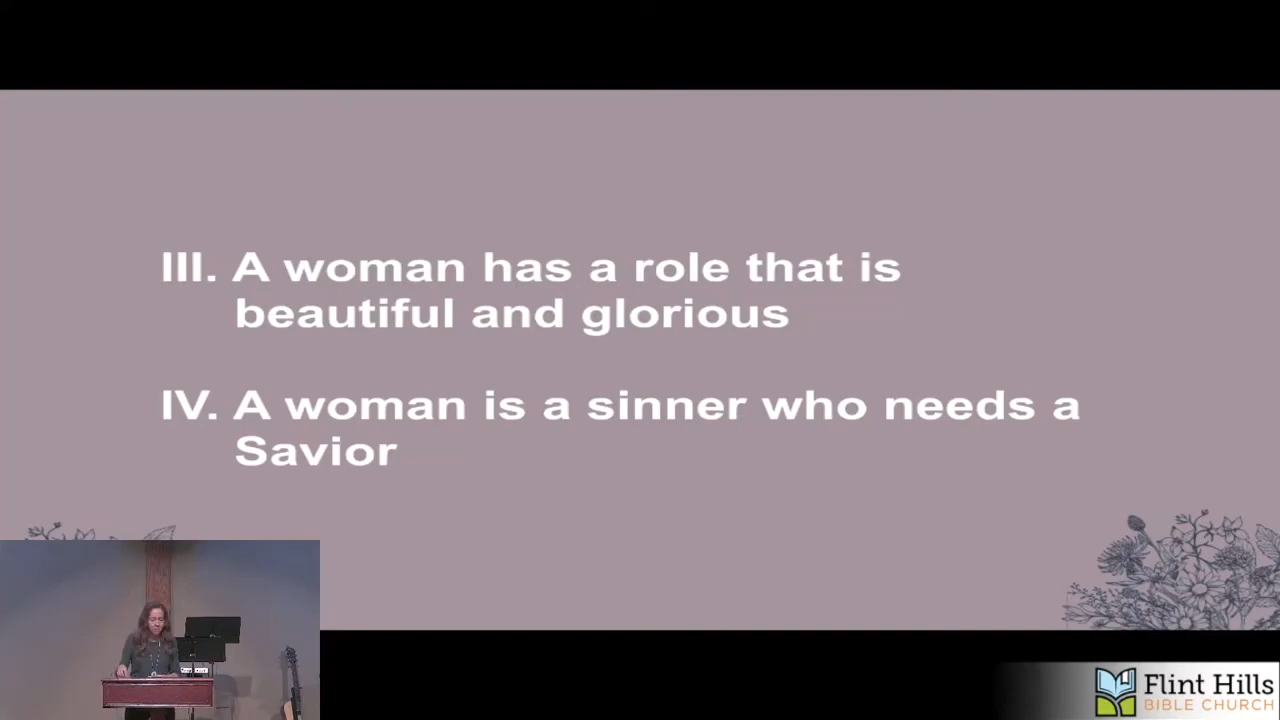 III. A woman has a role that is
beautiful and glorious
IV. A woman is a sinner who needs a
Savior
Flint Hills
BIBLE CHURCH